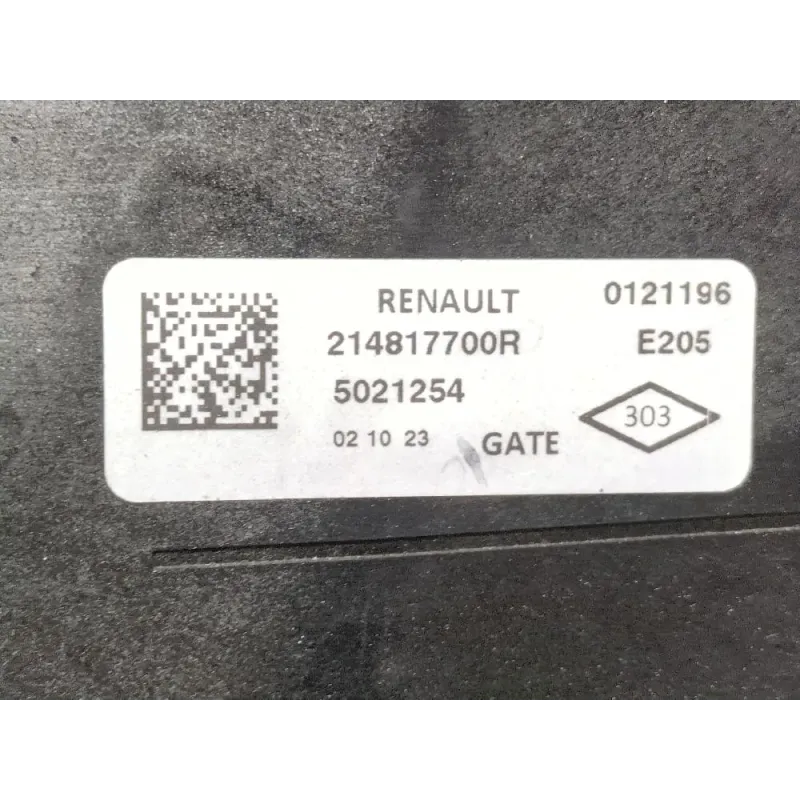 RENAULT 0121196
214817700R E205
5021254
303
02 10 23 GATE